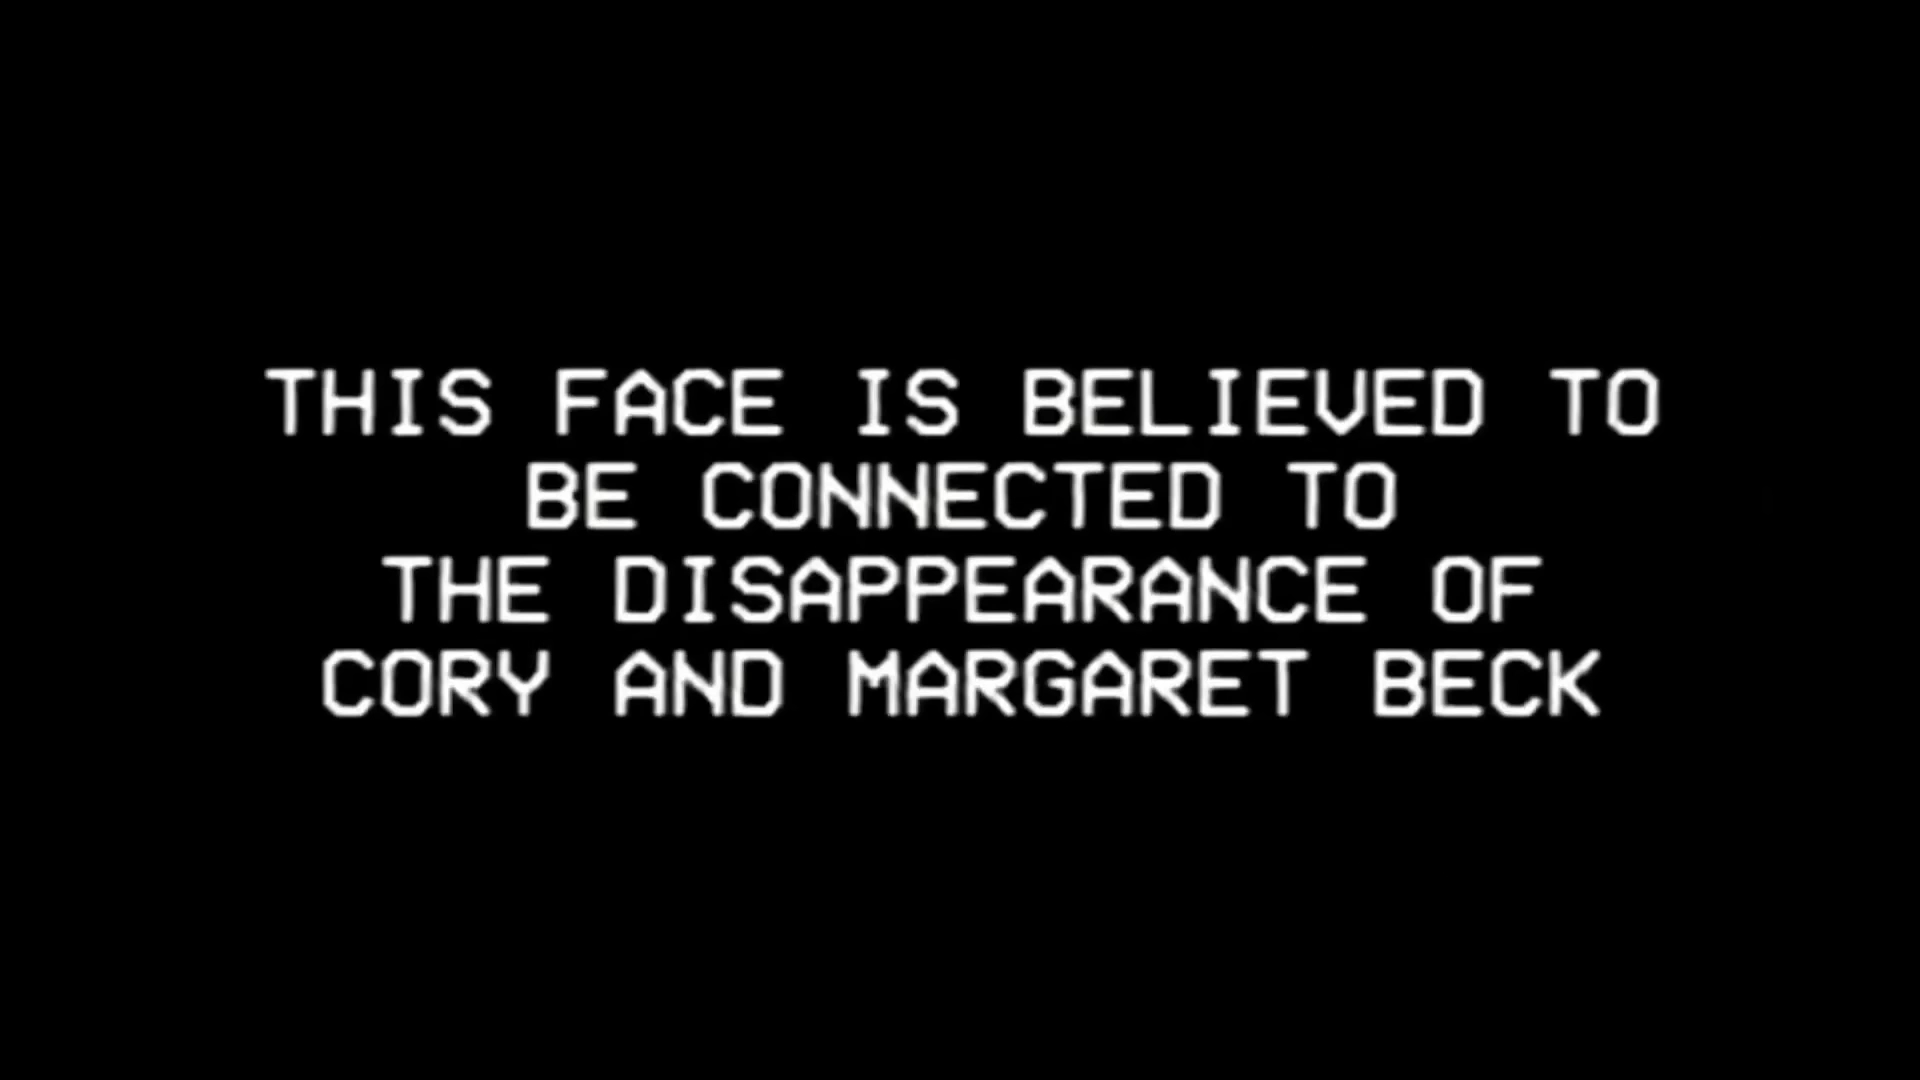 THIS FACE IS BELIEVED TO
BE CONNECTED TO
THE DISAPPEARANCE OF
CORY AND MARGARET BECK